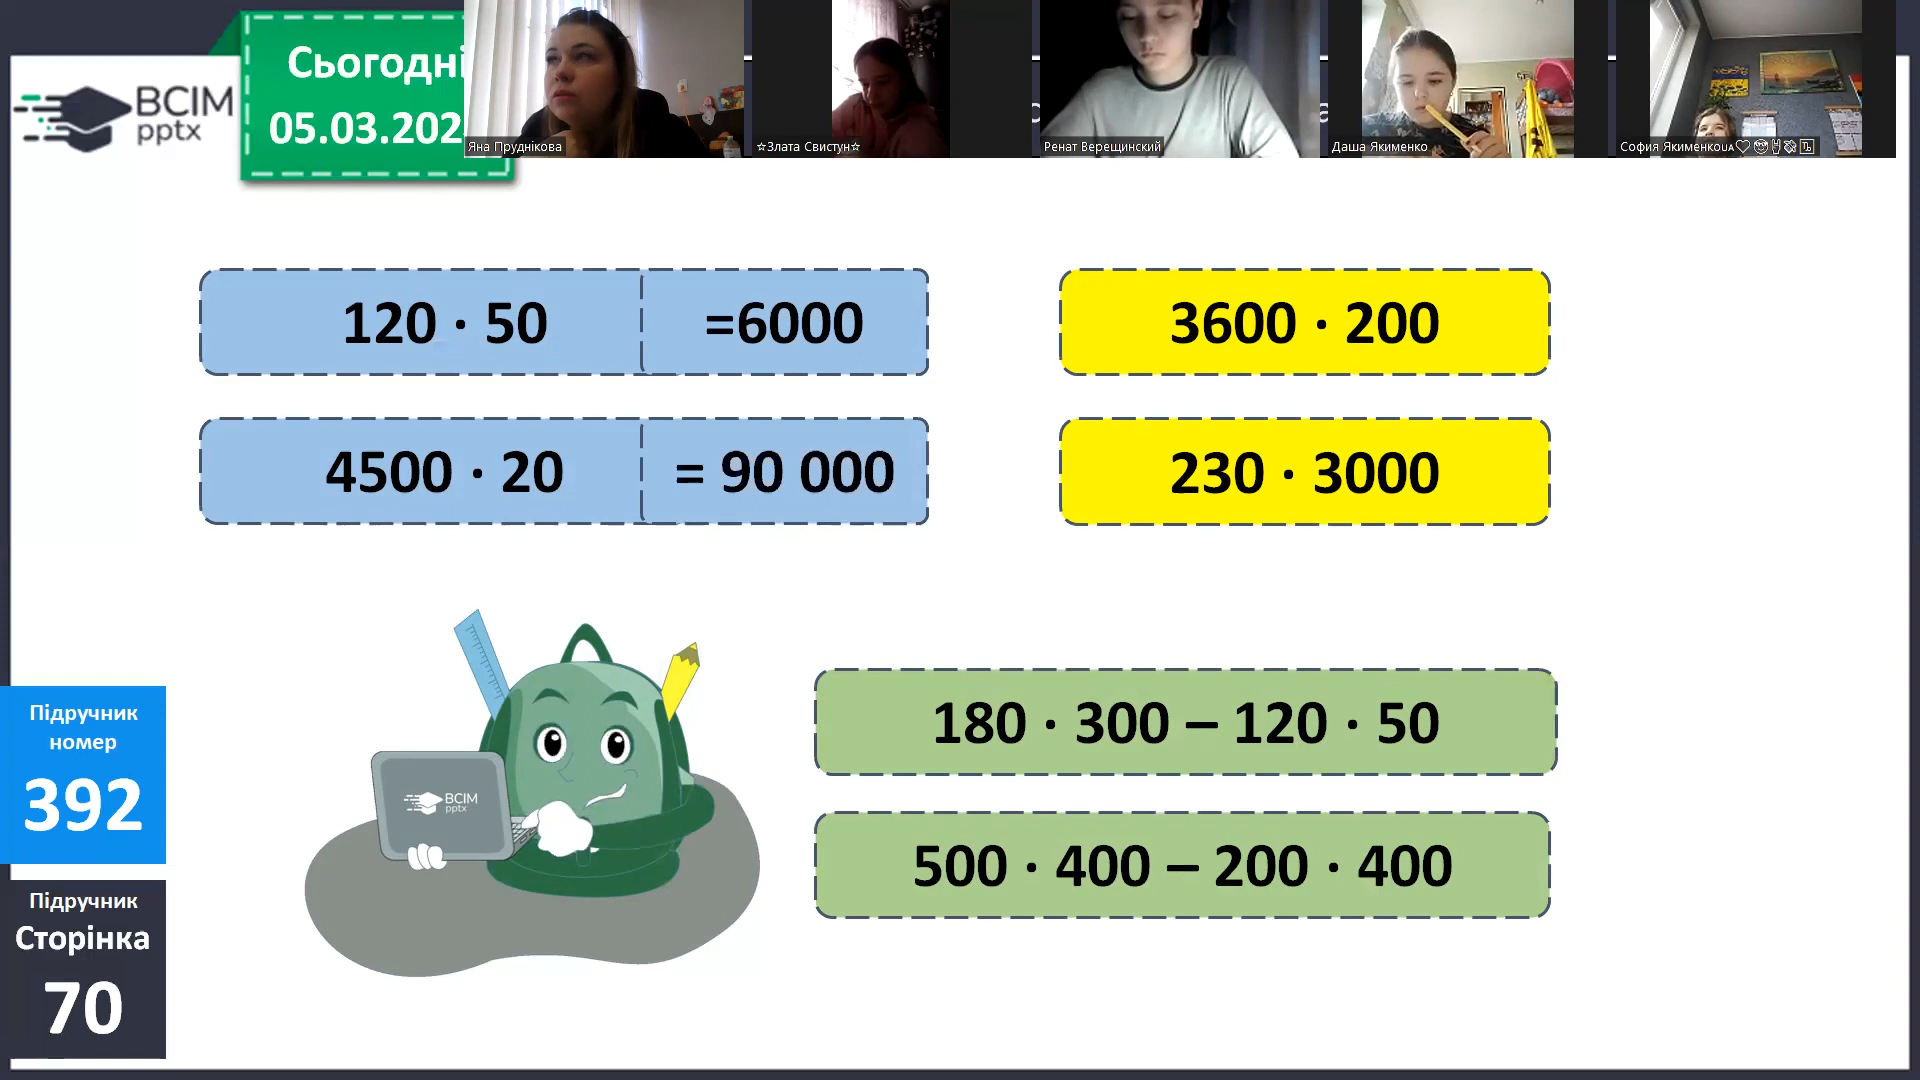 Сьогодні
05.03.202
BCIM
pptx
Яна Пруднікова
☆Злата Свистун☆
Ренат Верещинский
Даша Якименко
София Якименко
120 · 50 =6000
3600 · 200
4500 · 20 = 90 000
230 · 3000
180 · 300 – 120 · 50
500 · 400 – 200 · 400
BCIM
pptx
Підручник
номер
392
Підручник
Сторінка
70